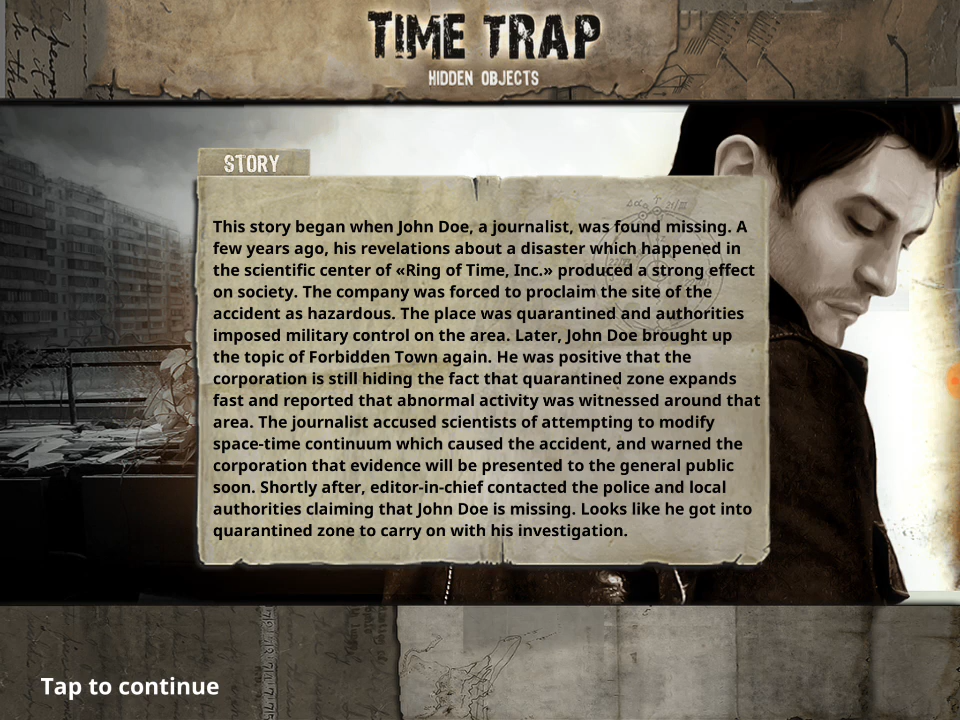 TIME TRAP
HIDDEN OBJECTS
STORY
This story began when John Doe, a journalist, was found missing. A
few years ago, his revelations about a disaster which happened in
the scientific center of «Ring of Time, Inc.» produced a strong effect
on society. The company was forced to proclaim the site of the
accident as hazardous. The place was quarantined and authorities
imposed military control on the area. Later, John Doe brought up
the topic of Forbidden Town again. He was positive that the
corporation is still hiding the fact that quarantined zone expands
fast and reported that abnormal activity was witnessed around that
area. The journalist accused scientists of attempting to modify
space-time continuum which caused the accident, and warned the
corporation that evidence will be presented to the general public
soon. Shortly after, editor-in-chief contacted the police and local
authorities claiming that John Doe is missing. Looks like he got into
quarantined zone to carry on with his investigation.
Tap to continue